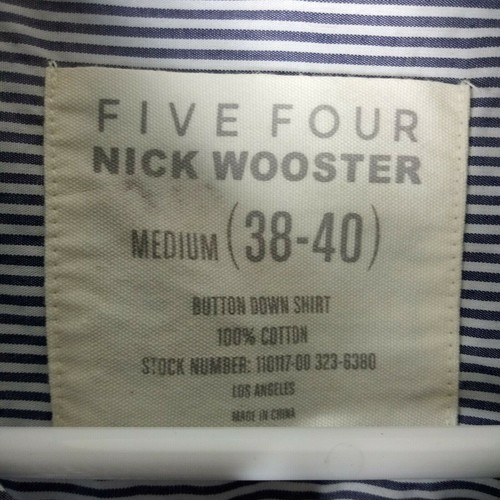 FIVE FOUR
NICK WOOSTER
MEDIUM (38-40)
BUTTON DOWN SHIRT
100% COTTON
STOCK NUMBER: 110117-00 323-6380
LOS ANGELES
MADE IN CHINA